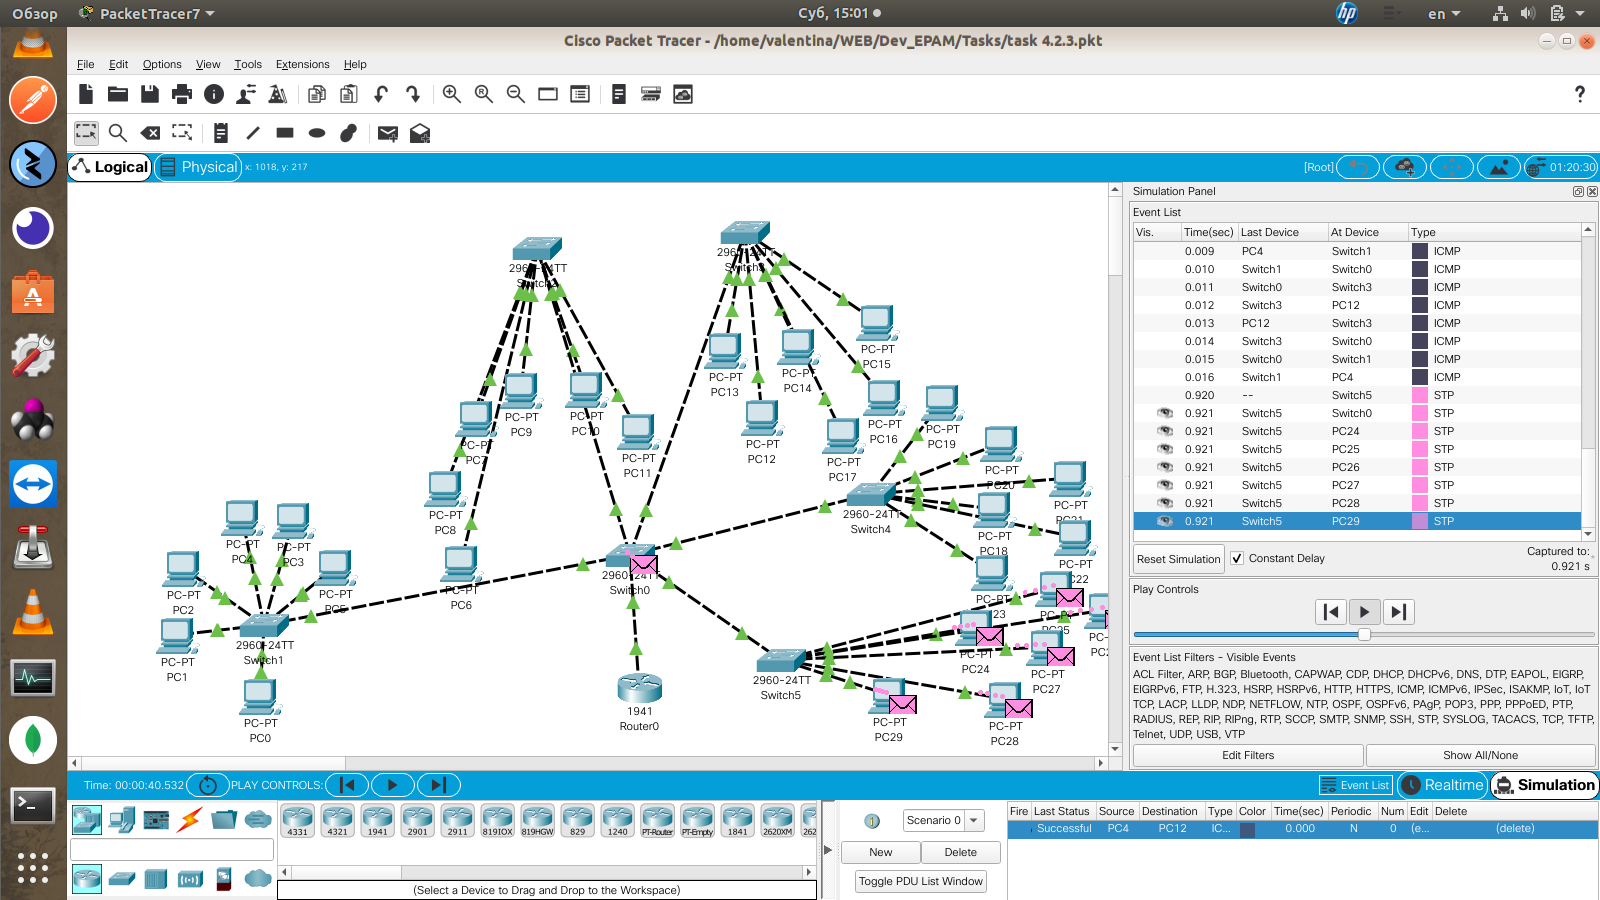 Обзор
PacketTracer7
Суб, 15:01
en
Cisco Packet Tracer - /home/valentina/WEB/Dev_EPAM/Tasks/task 4.2.3.pkt
File Edit Options View Tools Extensions Help
Logical
Physical
x: 1018, y: 217
[Root]
01:20:30
2960-24TT
Switch2
2960-24TT
Switch3
PC-PT
PC15
PC-PT
PC13
PC-PT
PC14
PC-PT
PC9
PC-PT
PC10
PC-PT
PC16
PC-PT
PC19
PC-PT
PC7
PC-PT
PC11
PC-PT
PC12
PC-PT
PC17
PC-PT
PC20
PC-PT
PC8
2960-24TT
Switch4
PC-PT
PC21
PC-PT
PC18
PC-PT
PC4
PC-PT
PC3
PC-PT
PC22
PC-PT
PC2
PC-PT
PC5
PC-PT
PC6
2960-24TT
Switch0
PC-PT
PC23
PC25
2960-24TT
Switch1
PC-PT
PC1
PC-PT
PC24
PC-PT
PC27
2960-24TT
Switch5
PC-PT
PC0
1941
Router0
PC-PT
PC29
PC-PT
PC28
Simulation Panel
Event List
Vis. Time(sec) Last Device At Device Type
0.009 PC4 Switch1 ICMP
0.010 Switch1 Switch0 ICMP
0.011 Switch0 Switch3 ICMP
0.012 Switch3 PC12 ICMP
0.013 PC12 Switch3 ICMP
0.014 Switch3 Switch0 ICMP
0.015 Switch0 Switch1 ICMP
0.016 Switch1 PC4 ICMP
0.920 -- Switch5 STP
0.921 Switch5 Switch0 STP
0.921 Switch5 PC24 STP
0.921 Switch5 PC25 STP
0.921 Switch5 PC26 STP
0.921 Switch5 PC27 STP
0.921 Switch5 PC28 STP
0.921 Switch5 PC29 STP
Reset Simulation
Constant Delay
Captured to:
0.921 s
Play Controls
Event List Filters - Visible Events
ACL Filter, ARP, BGP, Bluetooth, CAPWAP, CDP, DHCP, DHCPv6, DNS, DTP, EAPOL, EIGRP,
EIGRPv6, FTP, H.323, HSRP, HSRPv6, HTTP, HTTPS, ICMP, ICMPv6, IPSec, ISAKMP, IoT, IoT
TCP, LACP, LLDP, NDP, NETFLOW, NTP, OSPF, OSPFv6, PAgP, POP3, PPP, PPPoED, PTP,
RADIUS, REP, RIP, RIPng, RTP, SCCP, SMTP, SNMP, SSH, STP, SYSLOG, TACACS, TCP, TFTP,
Telnet, UDP, USB, VTP
Edit Filters
Show All/None
Time: 00:00:40.532
PLAY CONTROLS:
Event List
Realtime
Simulation
4331 4321 1941 2901 2911 819IOX 819HGW 829 1240 PT-Router PT-Empty 1841 2620XM
(Select a Device to Drag and Drop to the Workspace)
Scenario 0
New
Delete
Toggle PDU List Window
Fire Last Status Source Destination Type Color Time(sec) Periodic Num Edit Delete
Successful PC4 PC12 IC... 0.000 N 0 (e... (delete)